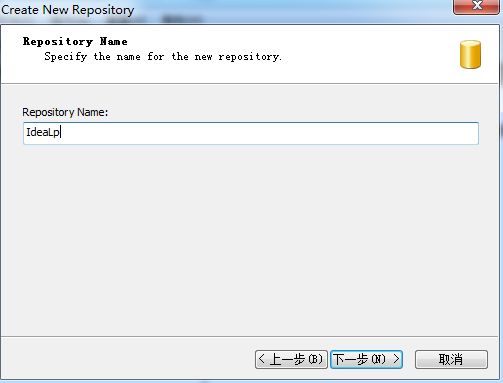 Create New Repository
Repository Name
Specify the name for the new repository.
Repository Name:
IdeaLp
< 上一步(B) 下一步(N) > 取消